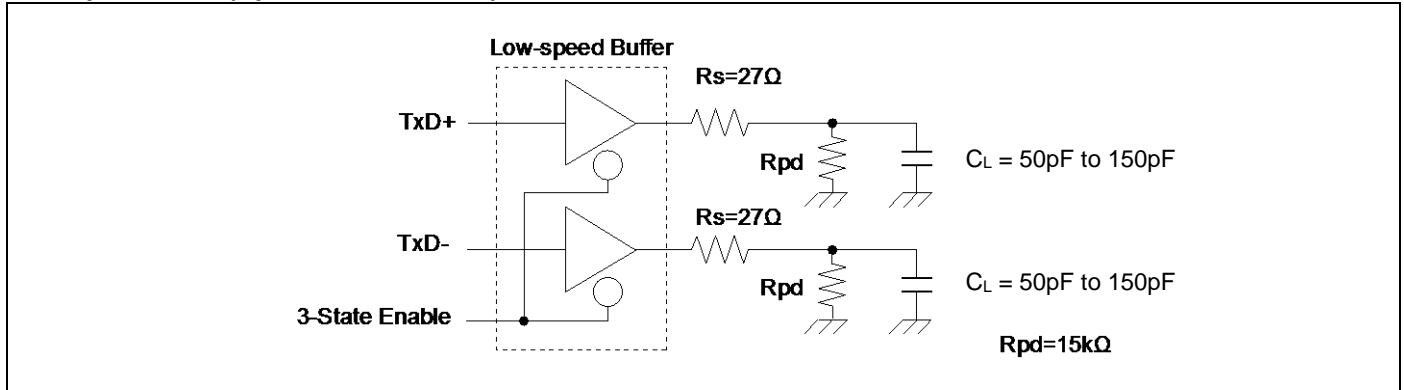 Low-speed Buffer
Rs=27Ω
TxD+
Rpd
CL = 50pF to 150pF
Rs=27Ω
TxD-
Rpd
CL = 50pF to 150pF
3-State Enable
Rpd=15kΩ